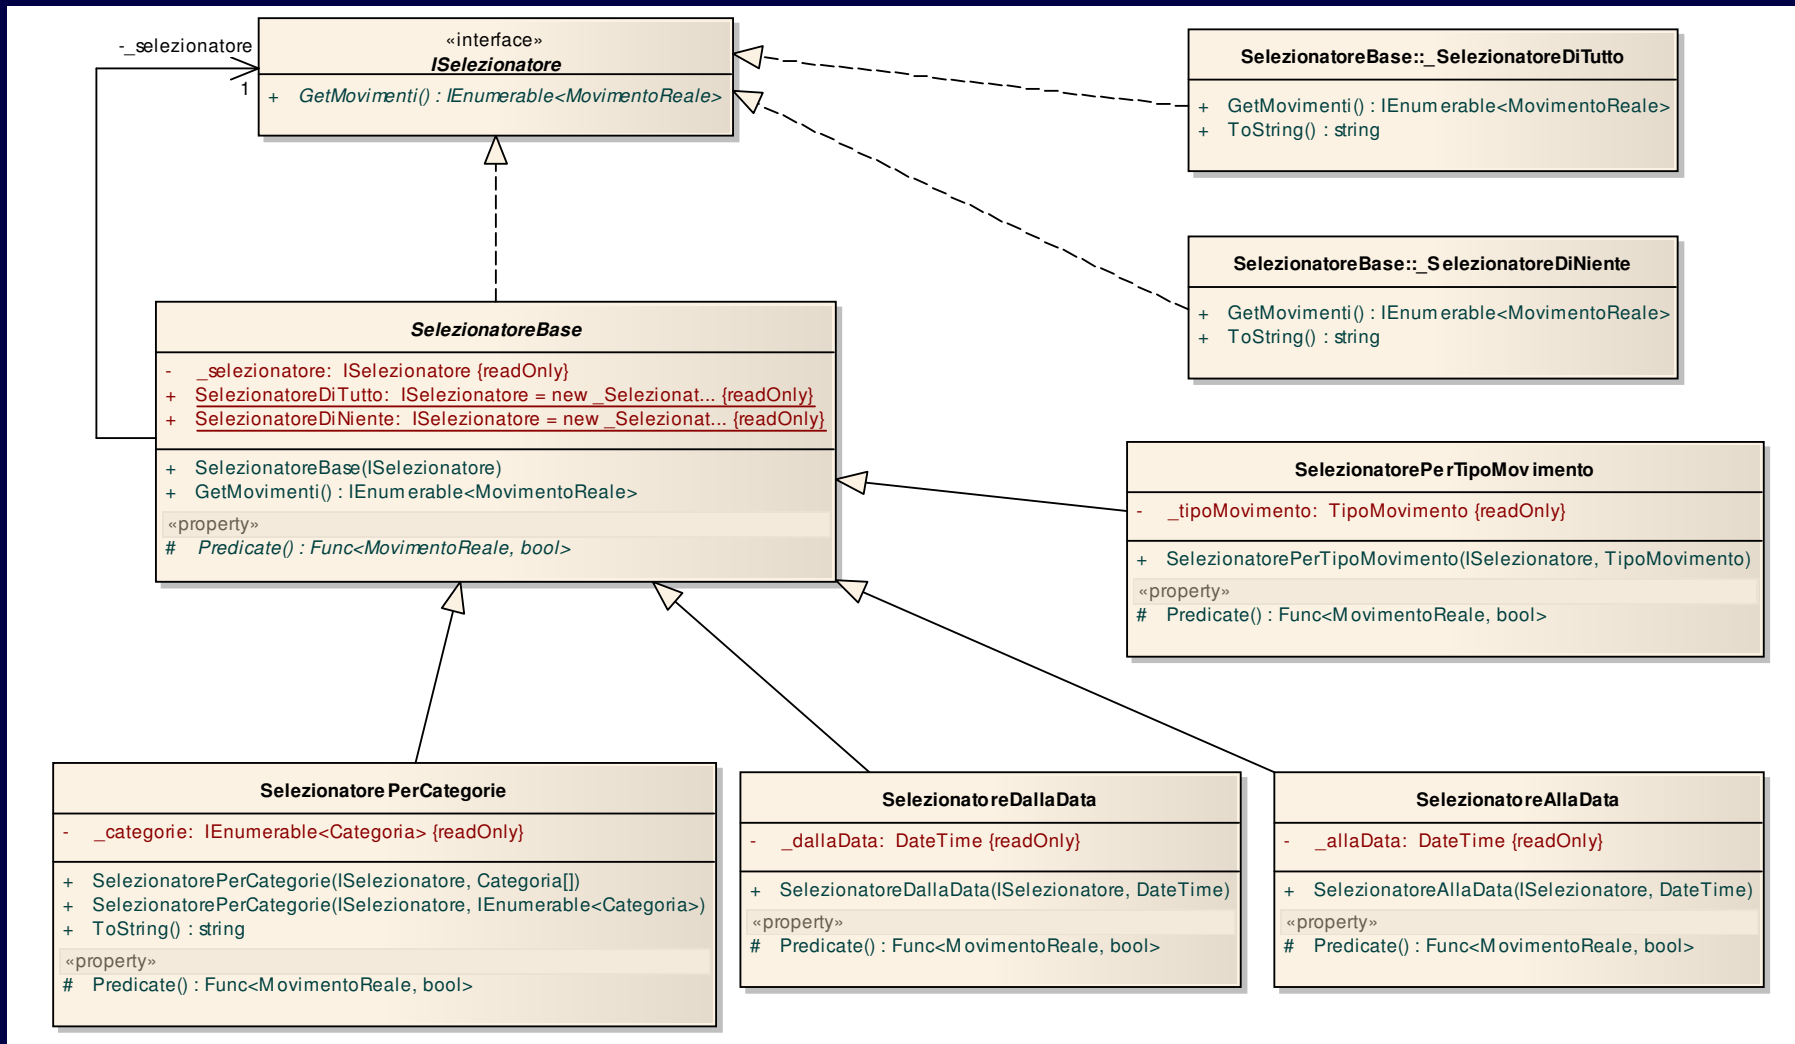 -_selezionatore
1
«interface»
ISelezionatore
+ GetMovimenti() : IEnumerable<MovimentoReale>
SelezionatoreBase::_SelezionatoreDiTutto
+ GetMovimenti() : IEnumerable<MovimentoReale>
+ ToString() : string
SelezionatoreBase::_SelezionatoreDiNiente
+ GetMovimenti() : IEnumerable<MovimentoReale>
+ ToString() : string
SelezionatoreBase
- _selezionatore: ISelezionatore {readOnly}
+ SelezionatoreDiTutto: ISelezionatore = new _Selezionat... {readOnly}
+ SelezionatoreDiNiente: ISelezionatore = new _Selezionat... {readOnly}
+ SelezionatoreBase(ISelezionatore)
+ GetMovimenti() : IEnumerable<MovimentoReale>
«property»
# Predicate() : Func<MovimentoReale, bool>
SelezionatorePerTipoMovimento
- _tipoMovimento: TipoMovimento {readOnly}
+ SelezionatorePerTipoMovimento(ISelezionatore, TipoMovimento)
«property»
# Predicate() : Func<MovimentoReale, bool>
SelezionatorePerCategorie
- _categorie: IEnumerable<Categoria> {readOnly}
+ SelezionatorePerCategorie(ISelezionatore, Categoria[])
+ SelezionatorePerCategorie(ISelezionatore, IEnumerable<Categoria>)
+ ToString() : string
«property»
# Predicate() : Func<MovimentoReale, bool>
SelezionatoreDallaData
- _dallaData: DateTime {readOnly}
+ SelezionatoreDallaData(ISelezionatore, DateTime)
«property»
# Predicate() : Func<MovimentoReale, bool>
SelezionatoreAllaData
- _allaData: DateTime {readOnly}
+ SelezionatoreAllaData(ISelezionatore, DateTime)
«property»
# Predicate() : Func<MovimentoReale, bool>